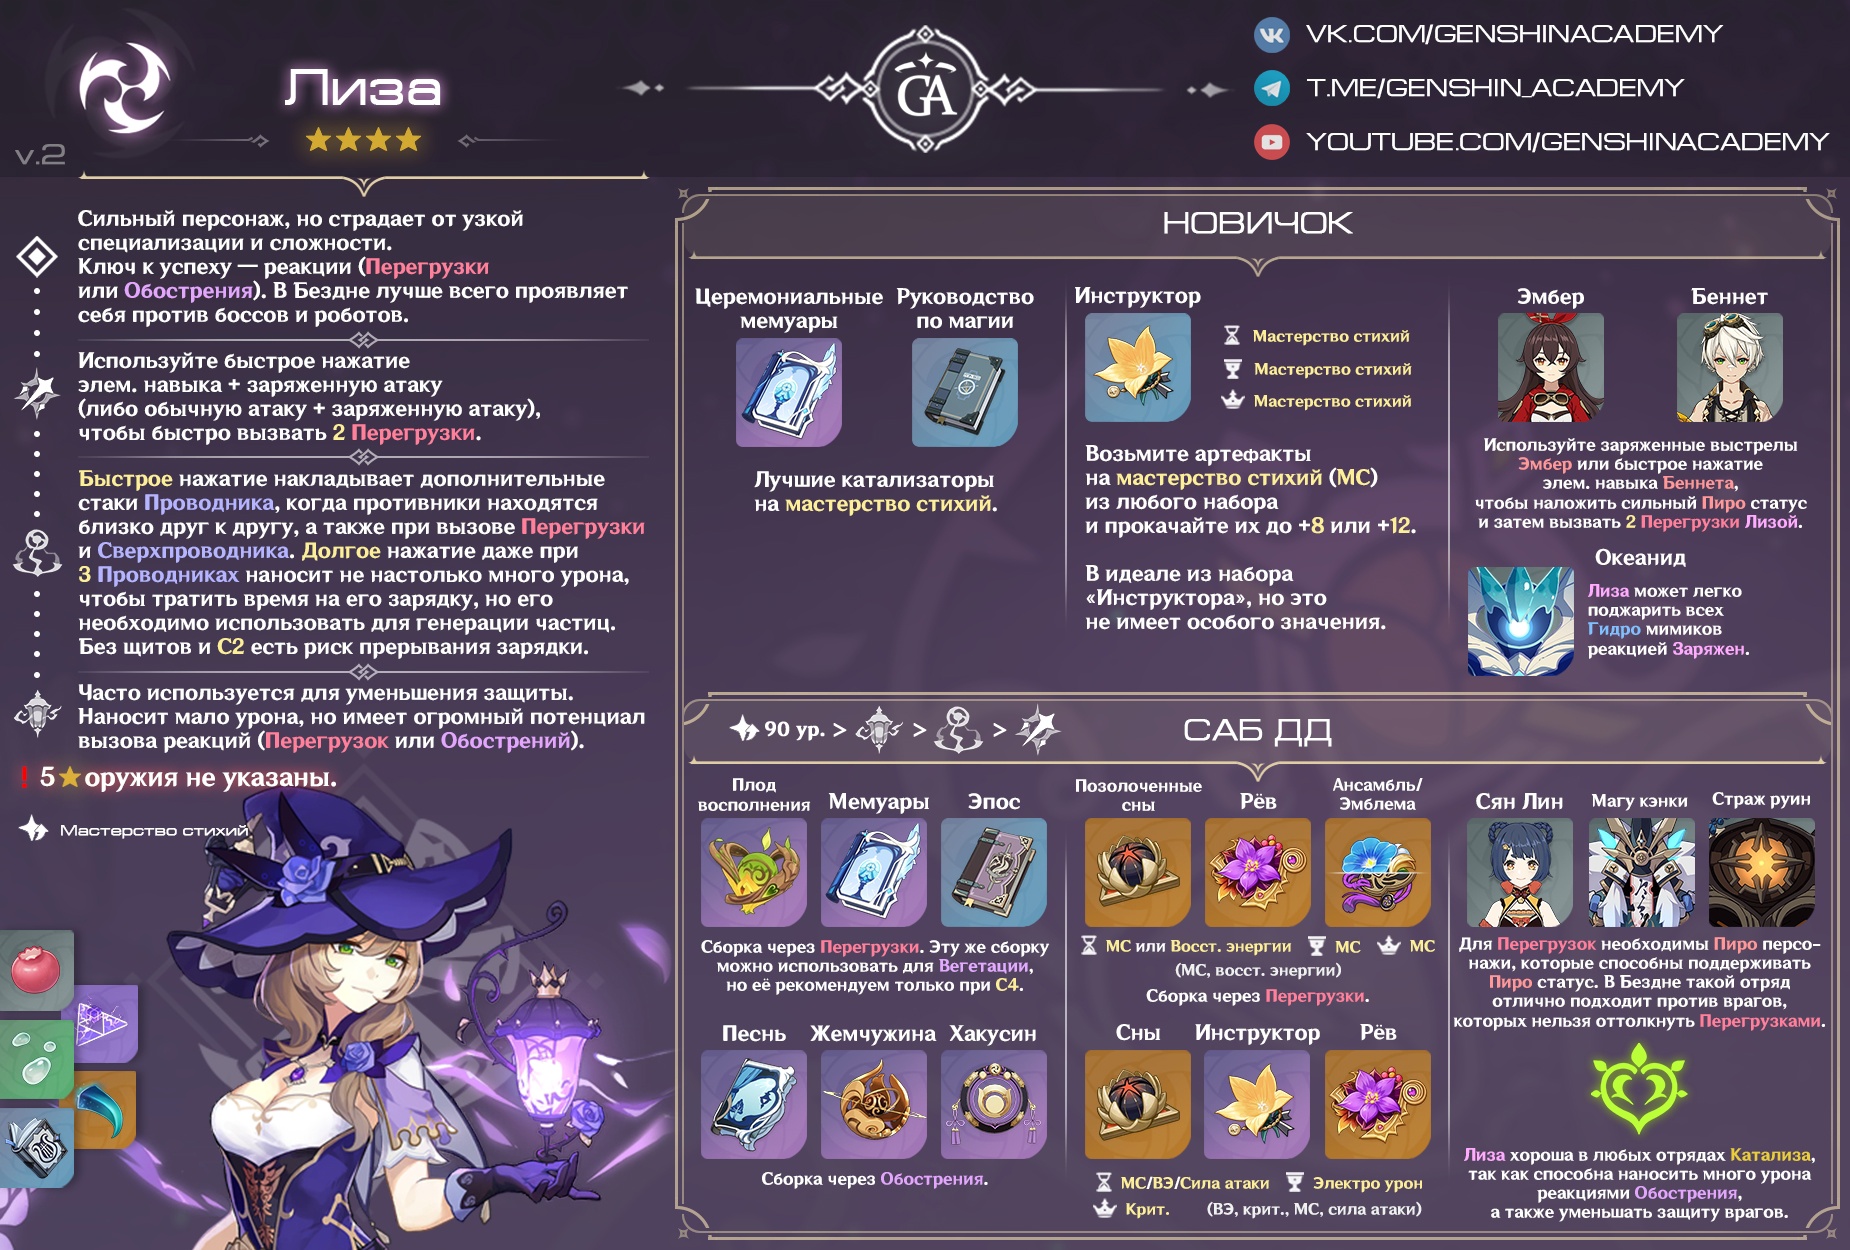 Лиза
v.2
GA
VK.COM/GENSHINACADEMY
T.ME/GENSHIN_ACADEMY
YOUTUBE.COM/GENSHINACADEMY
Сильный персонаж, но страдает от узкой
специализации и сложности.
Ключ к успеху — реакции (Перегрузки
или Обострения). В Бездне лучше всего проявляет
себя против боссов и роботов.
Используйте быстрое нажатие
элем. навыка + заряженную атаку
(либо обычную атаку + заряженную атаку),
чтобы быстро вызвать 2 Перегрузки.
Быстрое нажатие накладывает дополнительные
стаки Проводника, когда противники находятся
близко друг к другу, а также при вызове Перегрузки
и Сверхпроводника. Долгое нажатие даже при
3 Проводниках наносит не настолько много урона,
чтобы тратить время на его зарядку, но его
необходимо использовать для генерации частиц.
Без щитов и С2 есть риск прерывания зарядки.
Часто используется для уменьшения защиты.
Наносит мало урона, но имеет огромный потенциал
вызова реакций (Перегрузок или Обострений).
! 5 оружия не указаны.
Мастерство стихий.
НОВИЧОК
Церемониальные мемуары
Руководство по магии
Лучшие катализаторы
на мастерство стихий.
Инструктор
Мастерство стихий
Мастерство стихий
Мастерство стихий
Возьмите артефакты
на мастерство стихий (МС)
из любого набора
и прокачайте их до +8 или +12.
В идеале из набора
«Инструктора», но это
не имеет особого значения.
Эмбер
Беннет
Используйте заряженные выстрелы
Эмбер или быстрое нажатие
элем. навыка Беннета,
чтобы наложить сильный Пиро статус
и затем вызвать 2 Перегрузки Лизой.
Океанид
Лиза может легко
поджарить всех
Гидро мимиков
реакцией Заряжен.
90 ур. > > >
САБ ДД
Плод восполнения
Мемуары
Эпос
Сборка через Перегрузки. Эту же сборку
можно использовать для Вегетации,
но её рекомендуем только при С4.
Песнь
Жемчужина
Хакусин
Сборка через Обострения.
Позолоченные сны
Рёв
Ансамбль/Эмблема
МС или Восст. энергии МС МС
(МС, восст. энергии)
Сборка через Перегрузки.
Сны
Инструктор
Рёв
МС/ВЭ/Сила атаки Электро урон
Крит. (ВЭ, крит., МС, сила атаки)
Сян Лин
Магу кэнки
Страж руин
Для Перегрузок необходимы Пиро персо-
нажи, которые способны поддерживать
Пиро статус. В Бездне такой отряд
отлично подходит против врагов,
которых нельзя оттолкнуть Перегрузками.
Лиза хороша в любых отрядах Катализа,
так как способна наносить много урона
реакциями Обострения,
а также уменьшать защиту врагов.